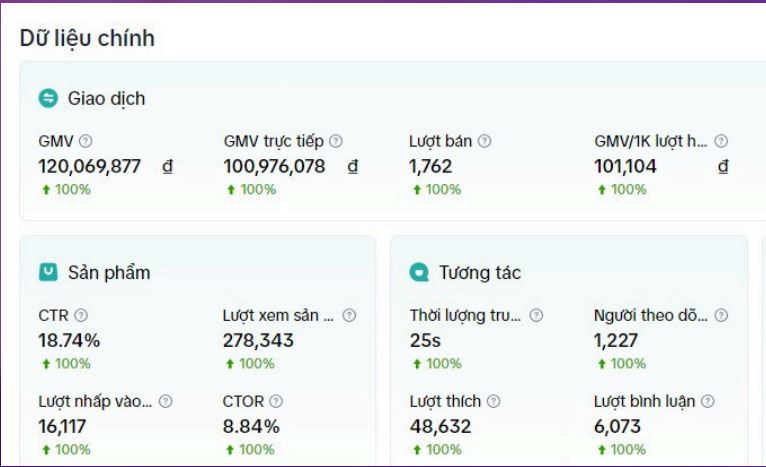 Dữ liệu chính
Giao dịch
GMV
GMV trực tiếp
Lượt bán
GMV/1K lượt h...
120,069,877 ₫
100,976,078 ₫
1,762
101,104 ₫
100%
100%
100%
100%
Sản phẩm
CTR
Lượt xem sản ...
18.74%
278,343
100%
100%
Lượt nhấp vào...
CTOR
16,117
8.84%
100%
100%
Tương tác
Thời lượng tru...
Người theo dõ...
25s
1,227
100%
100%
Lượt thích
Lượt bình luận
48,632
6,073
100%
100%